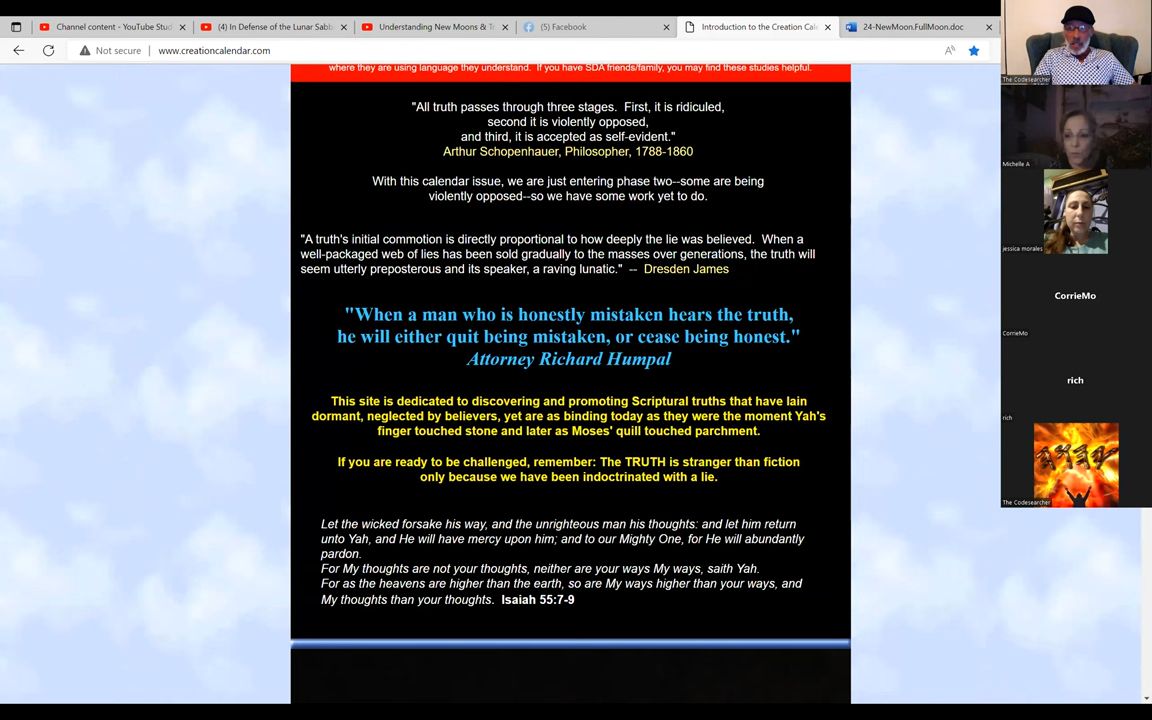 Channel content - YouTube Stud
(4) In Defense of the Lunar Sabb
Understanding New Moons & Tr
(5) Facebook
Introduction to the Creation Cale
24-NewMoon.FullMoon.doc
Not secure
www.creationcalendar.com
where they are using language they understand. If you have SDA friends/family, you may find these studies helpful.
"All truth passes through three stages. First, it is ridiculed,
second it is violently opposed,
and third, it is accepted as self-evident."
Arthur Schopenhauer, Philosopher, 1788-1860
With this calendar issue, we are just entering phase two--some are being
violently opposed--so we have some work yet to do.
"A truth's initial commotion is directly proportional to how deeply the lie was believed. When a
well-packaged web of lies has been sold gradually to the masses over generations, the truth will
seem utterly preposterous and its speaker, a raving lunatic." -- Dresden James
"When a man who is honestly mistaken hears the truth,
he will either quit being mistaken, or cease being honest."
Attorney Richard Humpal
This site is dedicated to discovering and promoting Scriptural truths that have lain
dormant, neglected by believers, yet are as binding today as they were the moment Yah's
finger touched stone and later as Moses' quill touched parchment.
If you are ready to be challenged, remember: The TRUTH is stranger than fiction
only because we have been indoctrinated with a lie.
Let the wicked forsake his way, and the unrighteous man his thoughts: and let him return
unto Yah, and He will have mercy upon him; and to our Mighty One, for He will abundantly
pardon.
For My thoughts are not your thoughts, neither are your ways My ways, saith Yah.
For as the heavens are higher than the earth, so are My ways higher than your ways, and
My thoughts than your thoughts. Isaiah 55:7-9
The Codesearcher
Michelle A
jessica morales
CorrieMo
CorrieMo
rich
rich
The Codesearcher